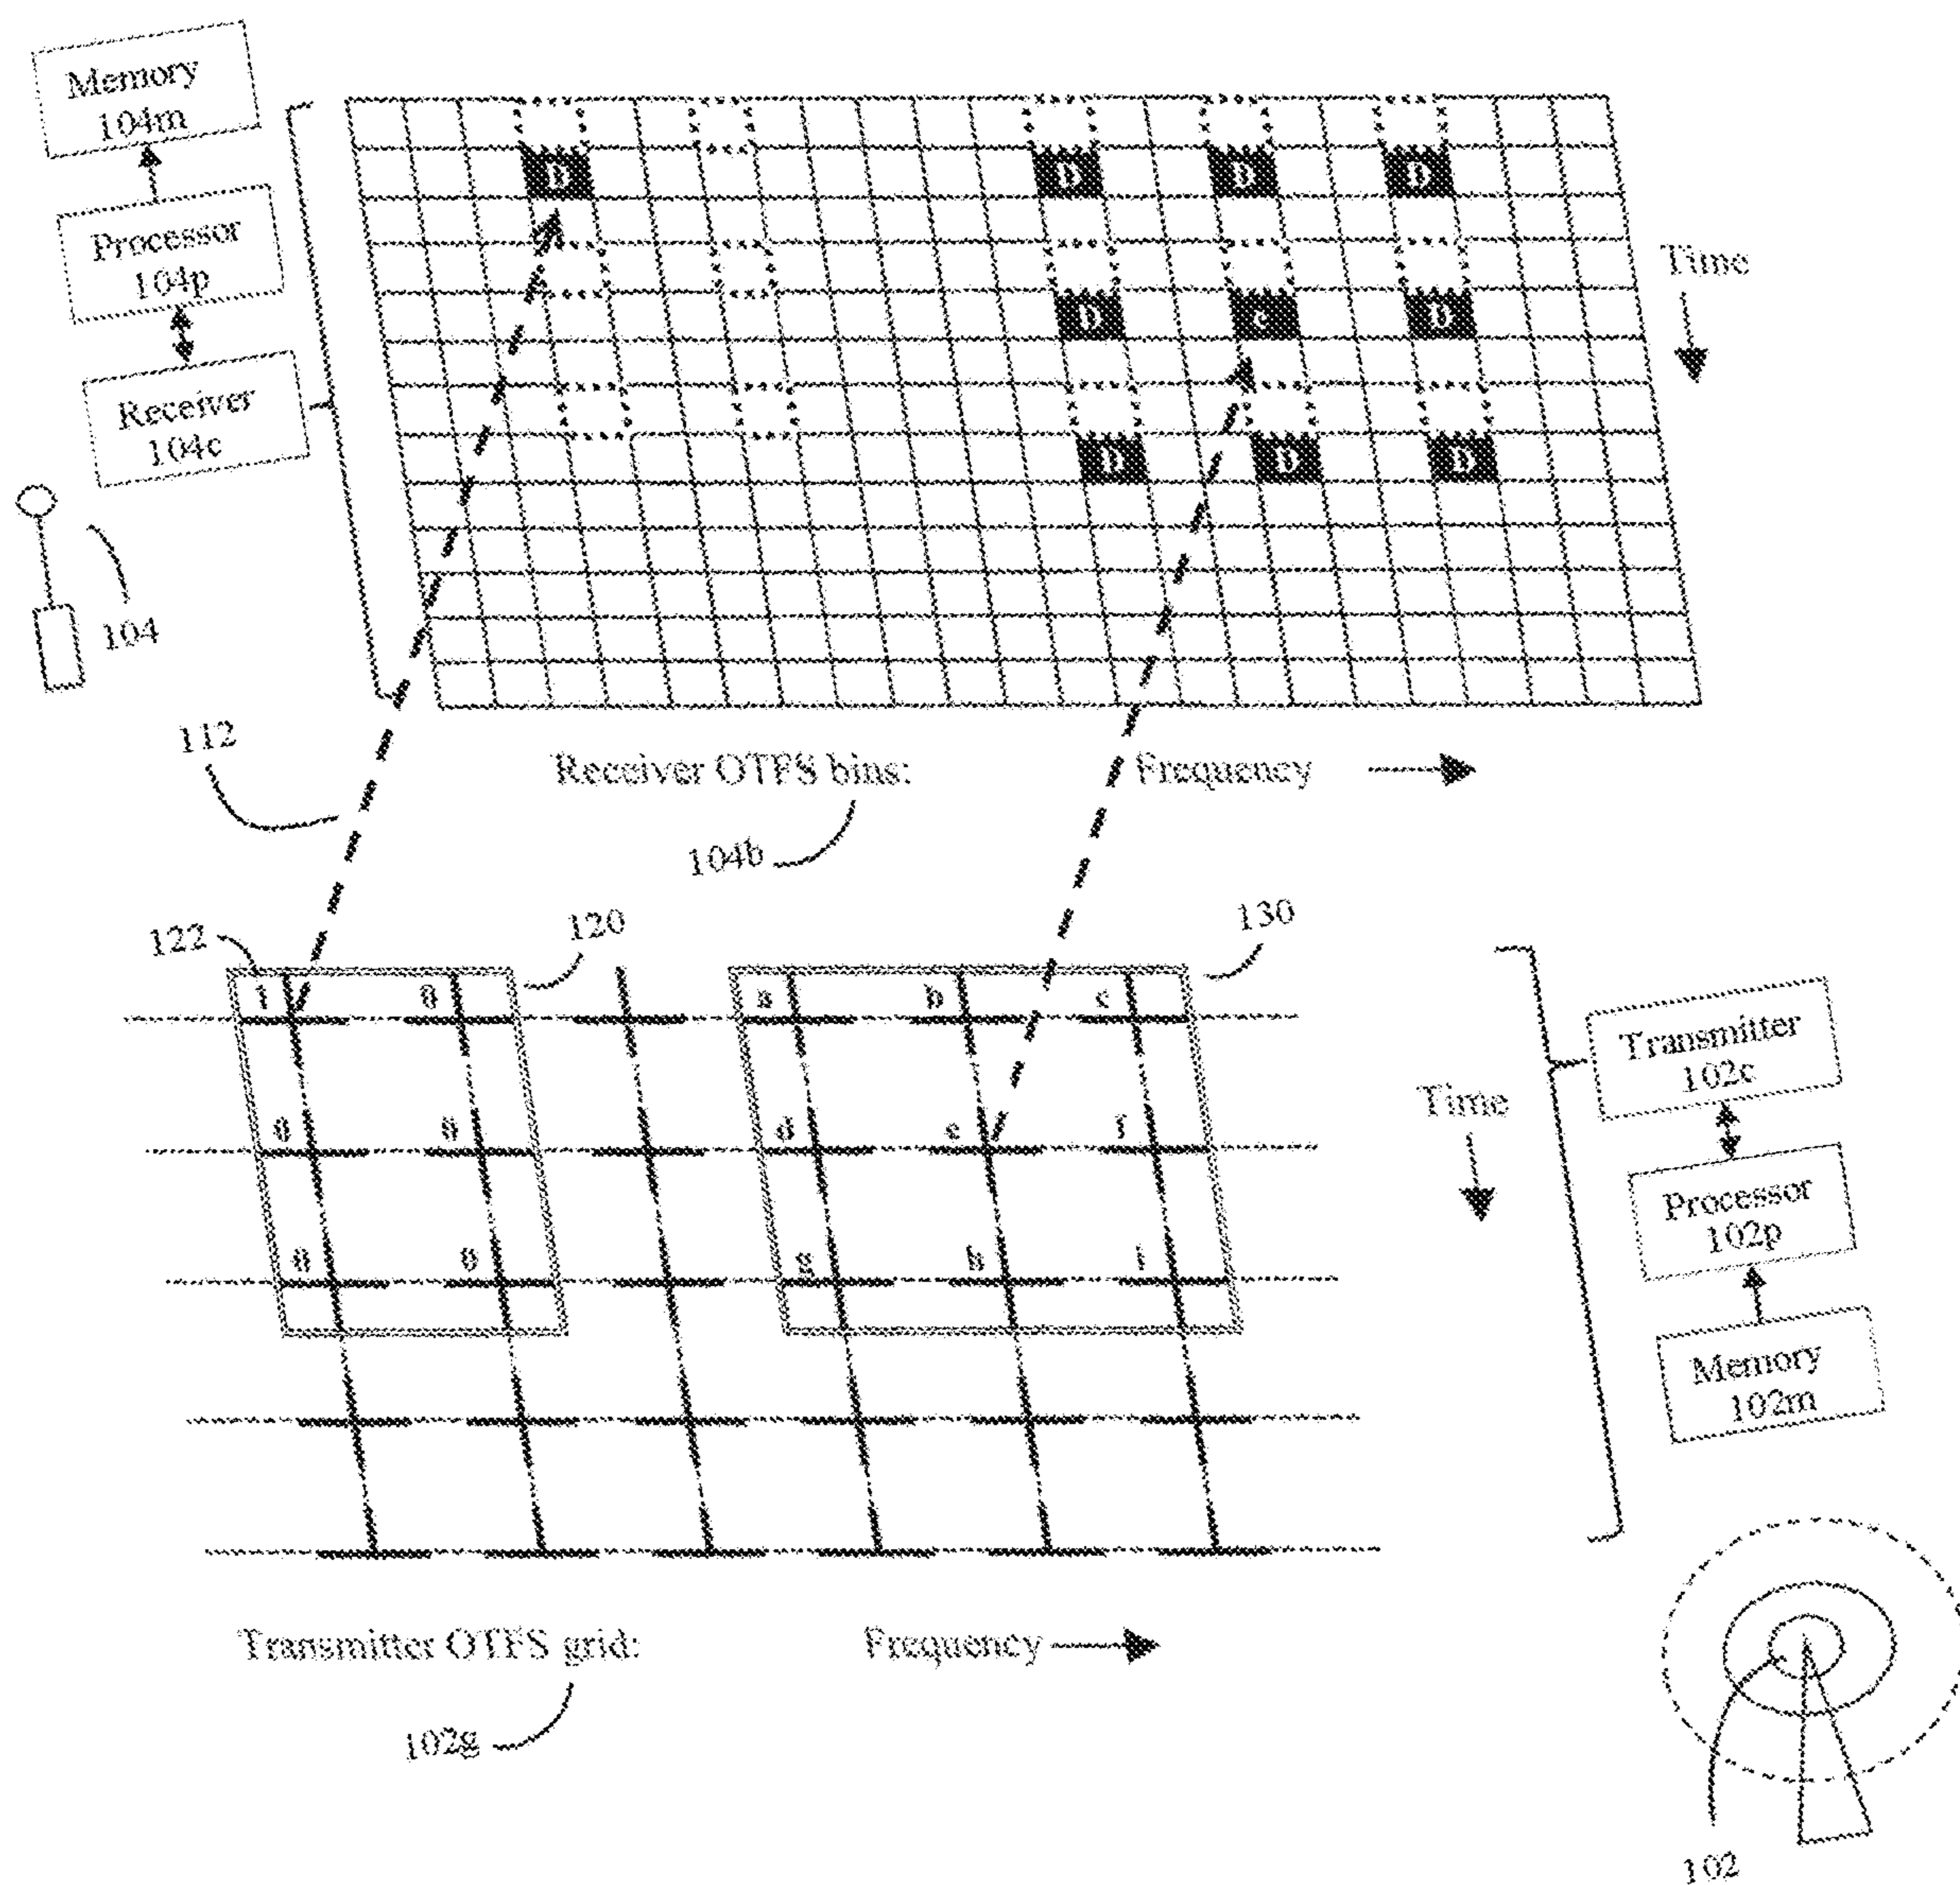 Memory
104m
Processor
104p
Receiver
104c
104
D D D D
D c D
D D D
Time
112
Receiver OTFS bins:
Frequency
104b
122
120
130
1 0 a b c
0 0 d e f
0 0 g h i
Time
Transmitter
102c
Processor
102p
Memory
102m
Transmitter OTFS grid:
Frequency
102g
102